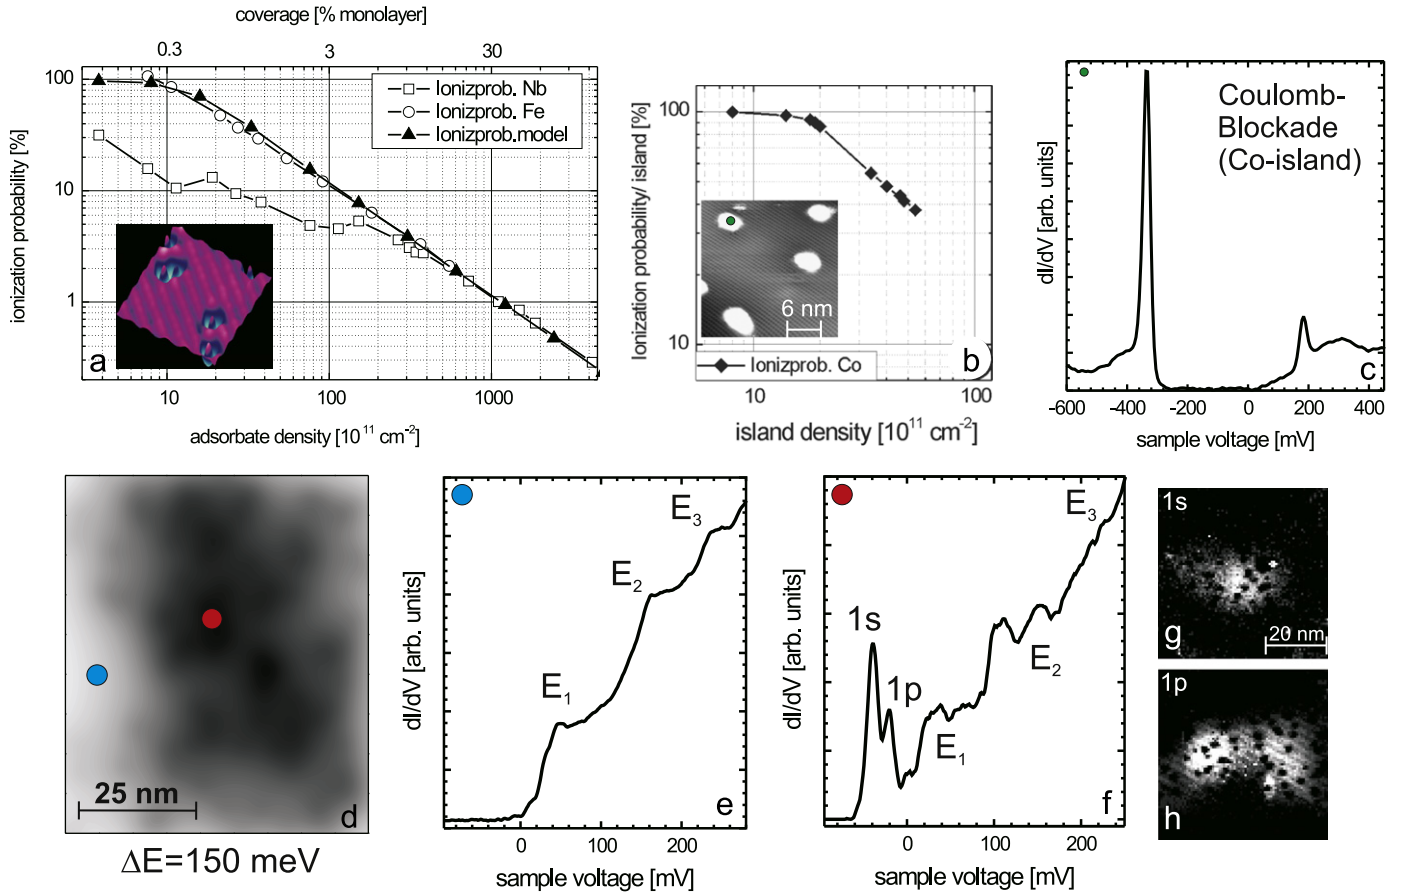 coverage [% monolayer]
0.3 3 30
100
10
1
ionization probability [%]
Ionizprob. Nb
Ionizprob. Fe
Ionizprob.model
a
10 100 1000
adsorbate density [10¹¹ cm⁻²]
100
10
Ionization probability/ island [%]
6 nm
b
Ionizprob. Co
10 100
island density [10¹¹ cm⁻²]
Coulomb-
Blockade
(Co-island)
dI/dV [arb. units]
c
-600 -400 -200 0 200 400
sample voltage [mV]
25 nm
d
ΔE=150 meV
dI/dV [arb. units]
E₁
E₂
E₃
e
0 100 200
sample voltage [mV]
dI/dV [arb. units]
1s
1p
E₁
E₂
E₃
f
0 100 200
sample voltage [mV]
1s
g
20 nm
1p
h